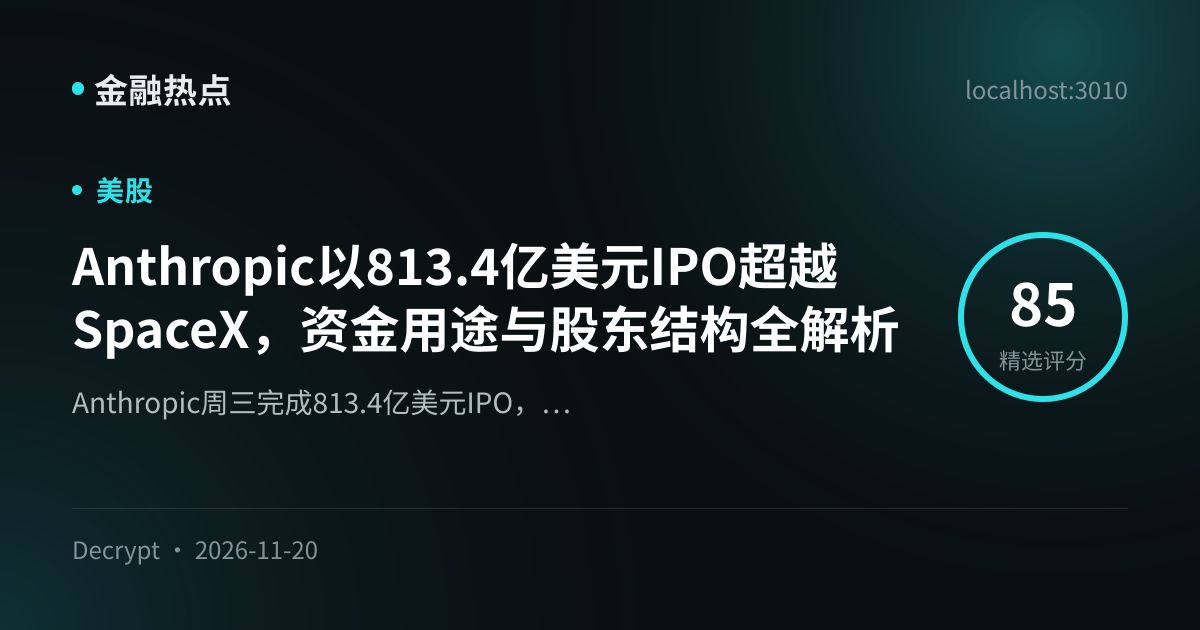 金融热点
localhost:3010
美股
Anthropic以813.4亿美元IPO超越
SpaceX，资金用途与股东结构全解析
85
精选评分
Anthropic周三完成813.4亿美元IPO，…
Decrypt · 2026-11-20